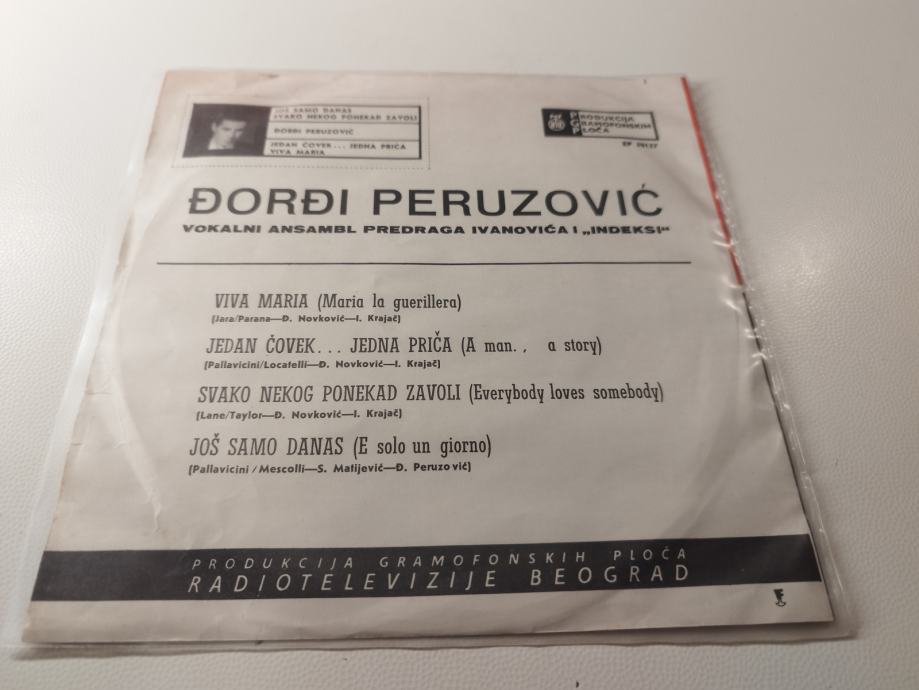 JOŠ SAMO DANAS
SVAKO NEKOG PONEKAD ZAVOLI
ĐORĐI PERUZOVIĆ
JEDAN ČOVEK... JEDNA PRIČA
VIVA MARIA
PRODUKCIJA
GRAMOFONSKIH
PLOČA
ĐORĐI PERUZOVIĆ
VOKALNI ANSAMBL PREDRAGA IVANOVIĆA I „INDEKSI“
VIVA MARIA (Maria la guerillera)
(Jara/Parana—Đ. Novković—I. Krajač)
JEDAN ČOVEK... JEDNA PRIČA (A man.,   a story)
(Pallavicini/Locatelli—Đ. Novković—I. Krajač)
SVAKO NEKOG PONEKAD ZAVOLI (Everybody loves somebody)
(Lane/Taylor—Đ. Novković—I. Krajač)
JOŠ SAMO DANAS (E solo un giorno)
(Pallavicini/Mescolli—S. Matijević—Đ. Peruzo vić)
PRODUKCIJA GRAMOFONSKIH PLOČA
RADIOTELEVIZIJE BEOGRAD